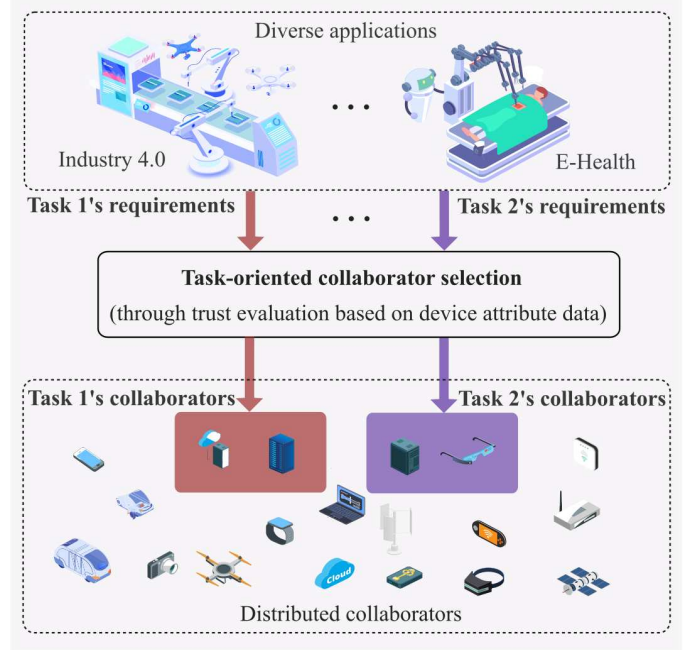 Diverse applications
...
Industry 4.0
E-Health
Task 1's requirements
...
Task 2's requirements
Task-oriented collaborator selection
(through trust evaluation based on device attribute data)
Task 1's collaborators
Task 2's collaborators
Cloud
Distributed collaborators